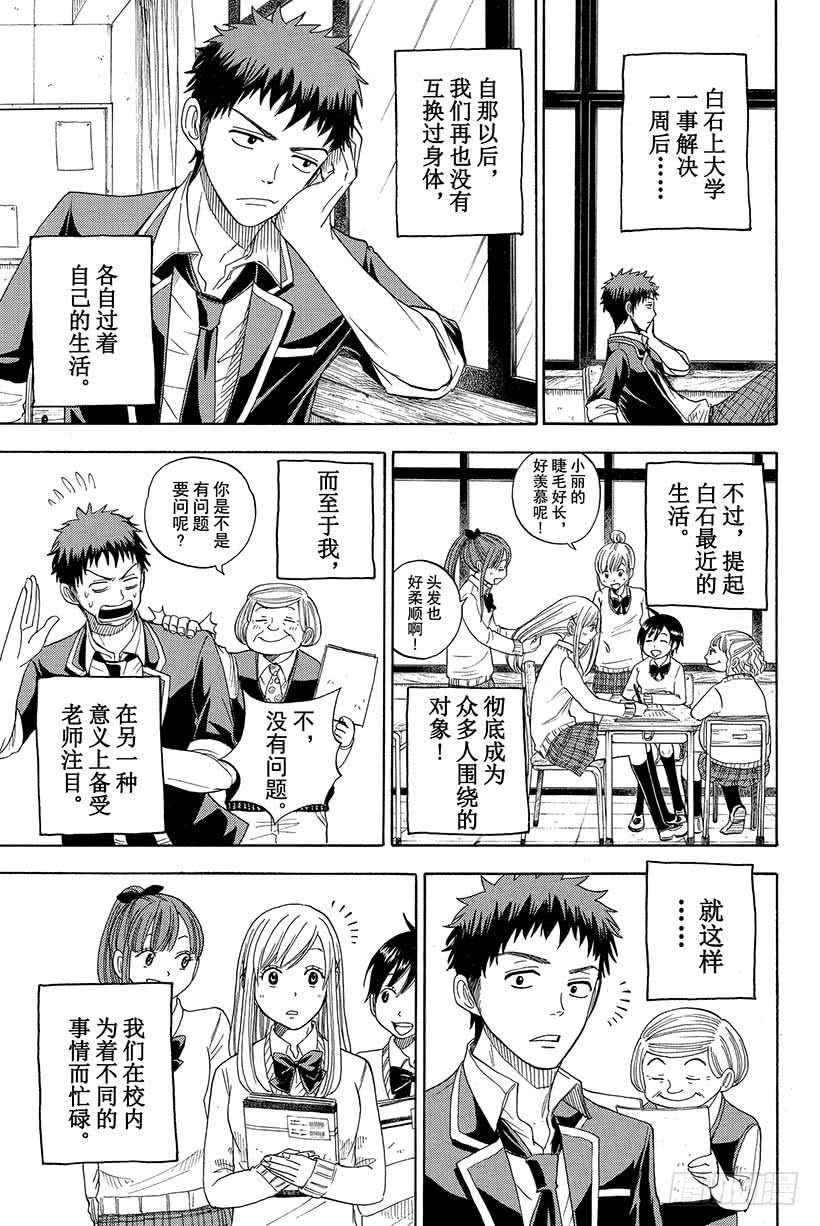 白石上大学
一事解决
一周后……
自那以后，
我们再也没有
互换过身体，
各自过着
自己的生活。
不过，提起
白石最近的
生活。
小丽的
睫毛好长，
好羡慕呢！
头发也
好柔顺啊！
彻底成为
众多人围绕的
对象！
而至于我，
你是不是
有问题
要问呢？
不，
没有问题。
在另一种
意义上备受
老师注目。
就这样
……
我们在校内
为着不同的
事情而忙碌。